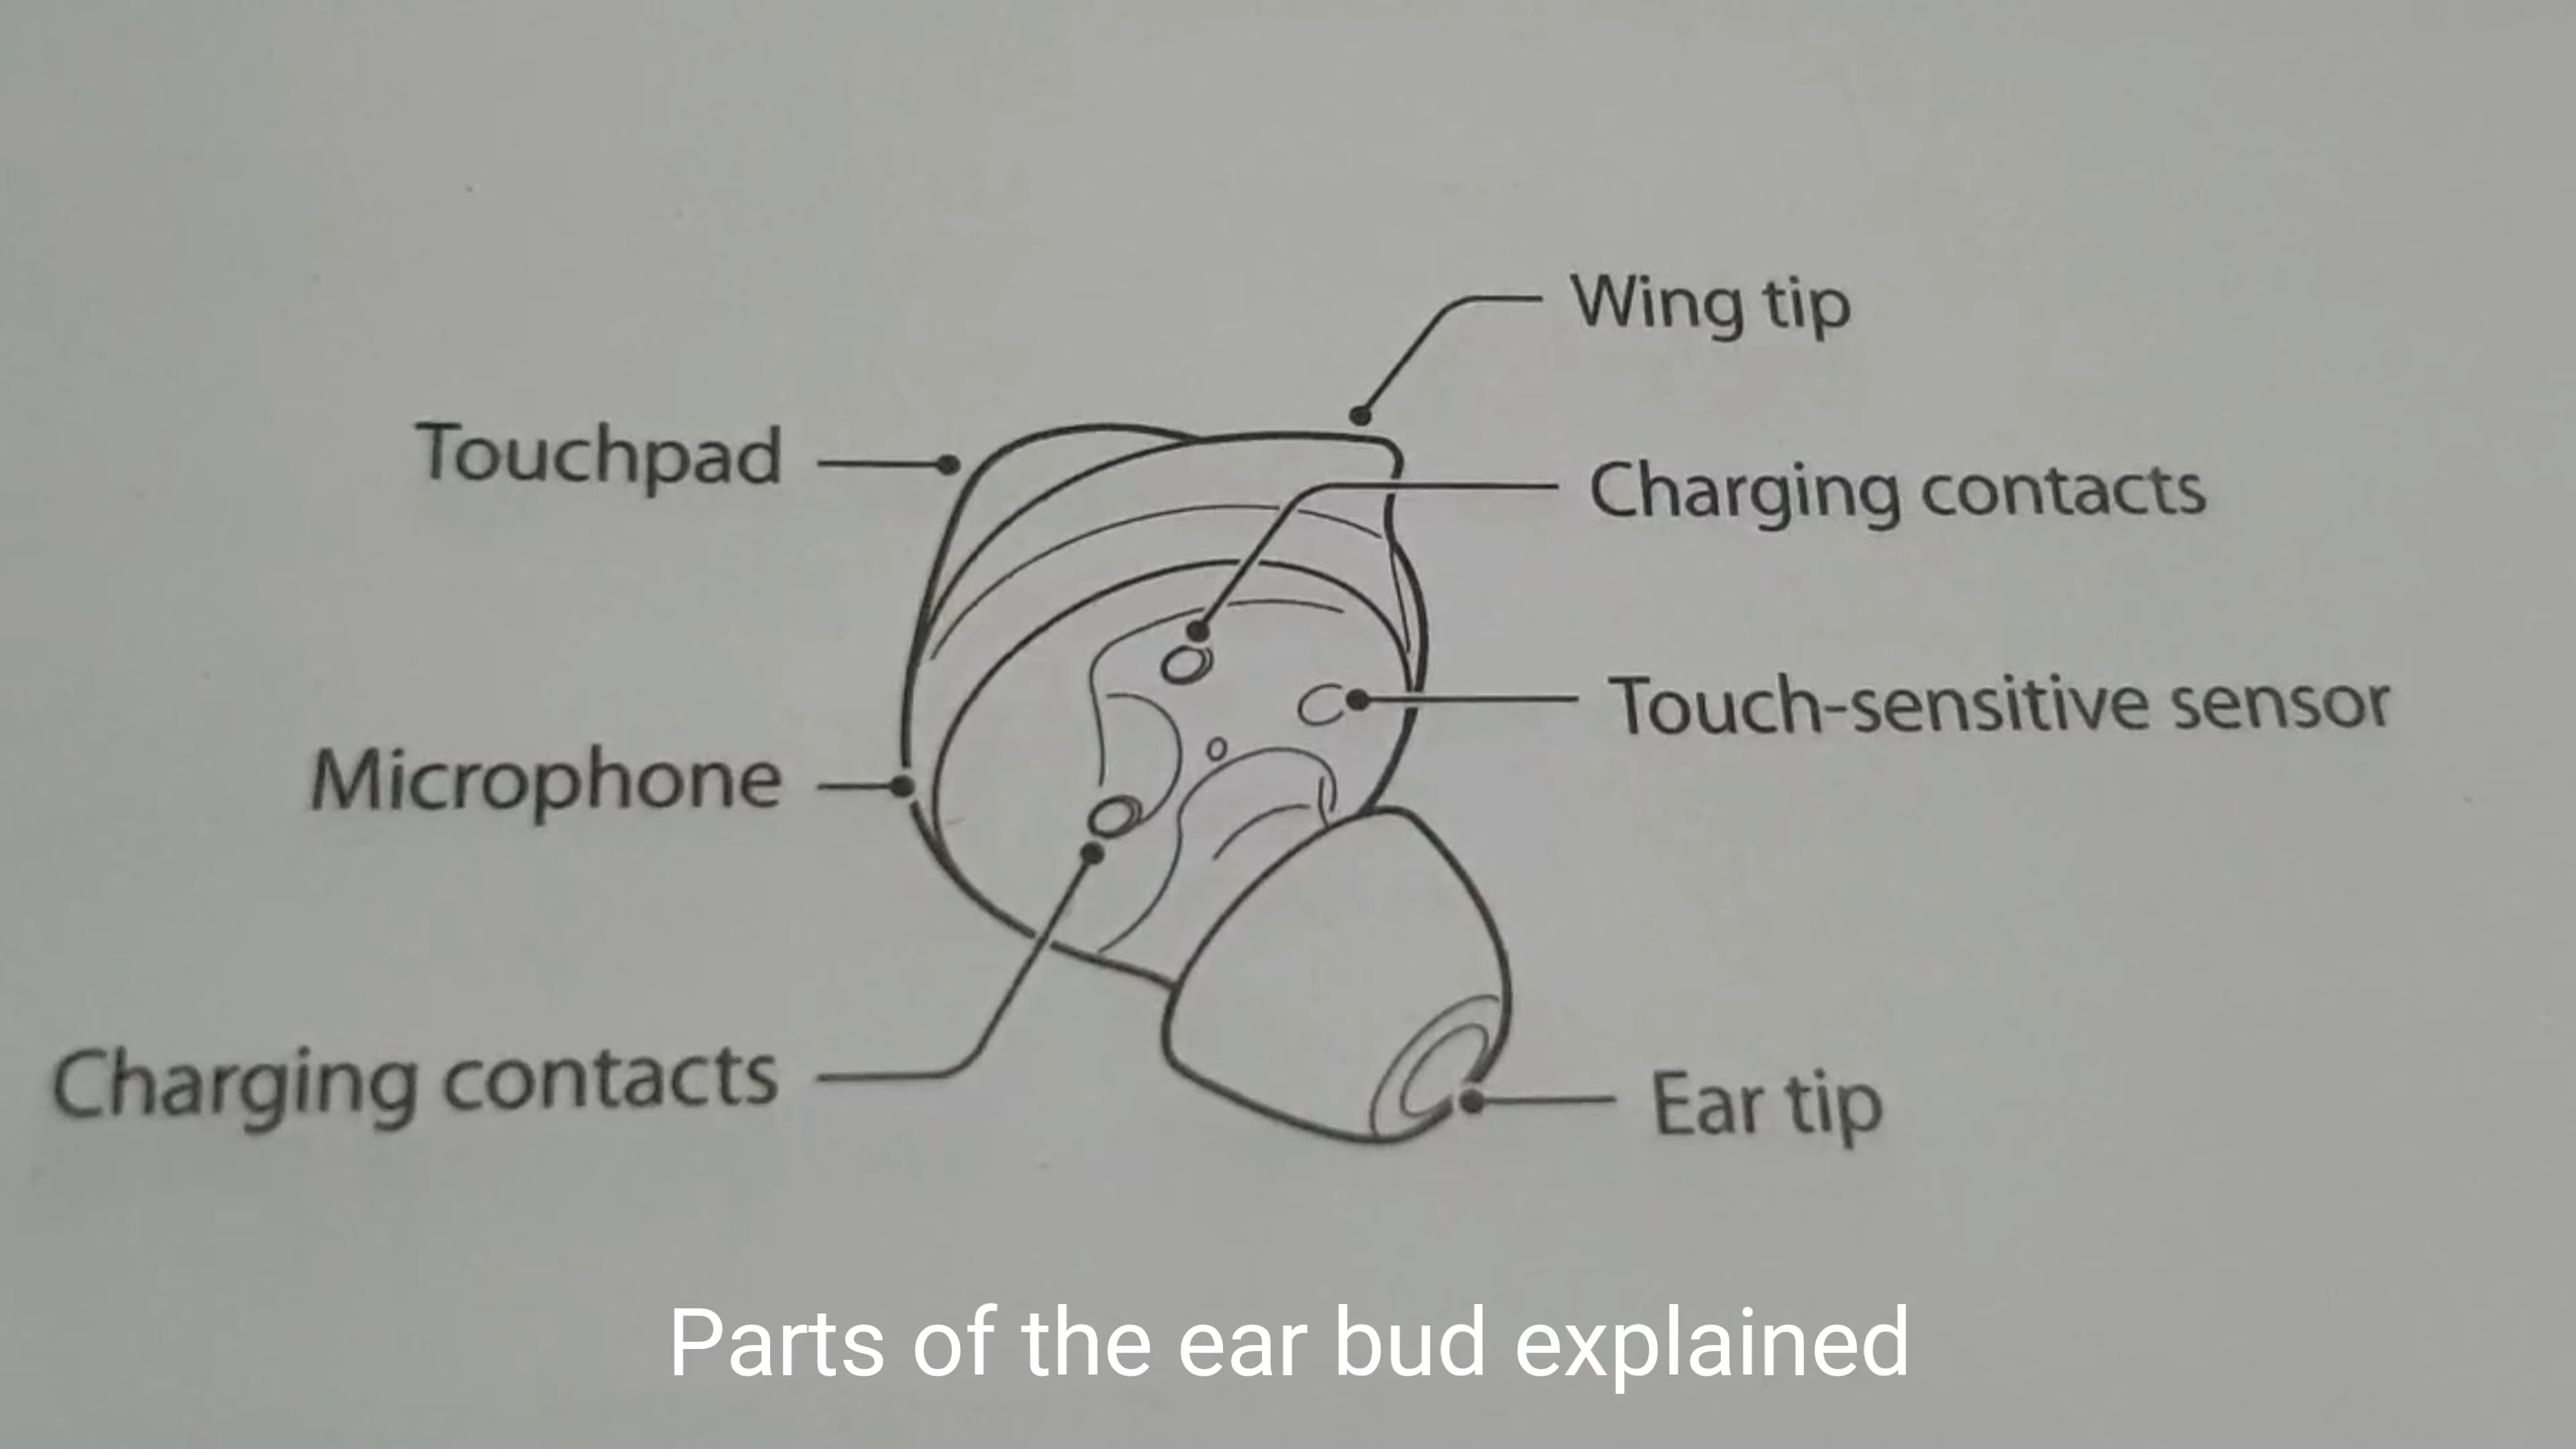 Wing tip
Touchpad
Charging contacts
Touch-sensitive sensor
Microphone
Charging contacts
Ear tip
Parts of the ear bud explained